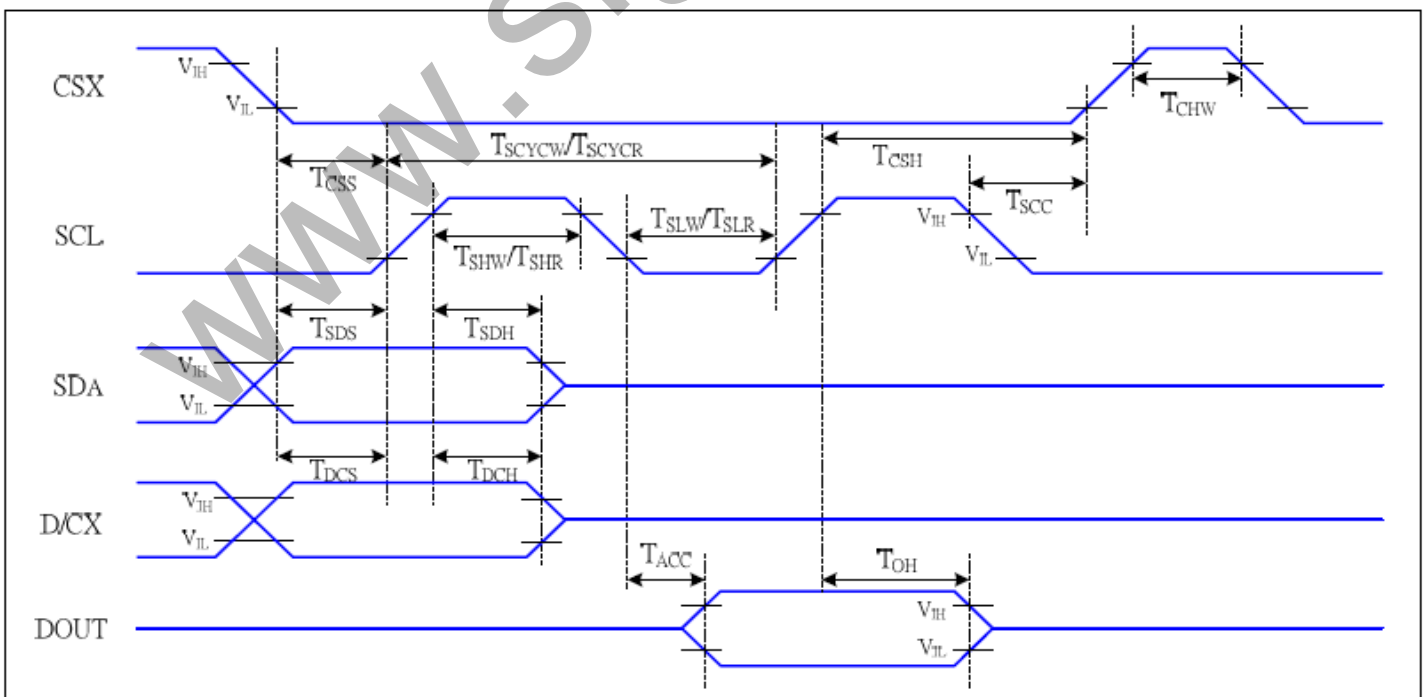 CSX
VIH
VIL
TCHW
TSCYCW/TSCYCR
TCSS
TCSH
TSCC
SCL
TSHW/TSHR
TSLW/TSLR
VIH
VIL
TSDS
TSDH
SDA
VIH
VIL
TDCS
TDCH
D/CX
VIH
VIL
TACC
TOH
DOUT
VIH
VIL